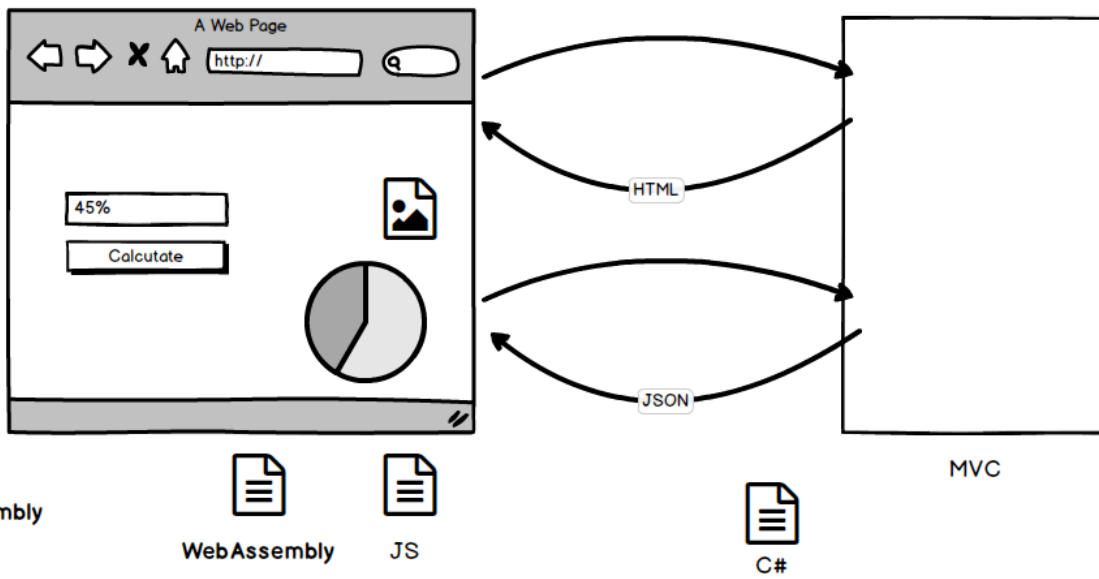 A Web Page
http://
HTML
45%
Calcutate
JSON
MVC
mbly
WebAssembly
JS
C#